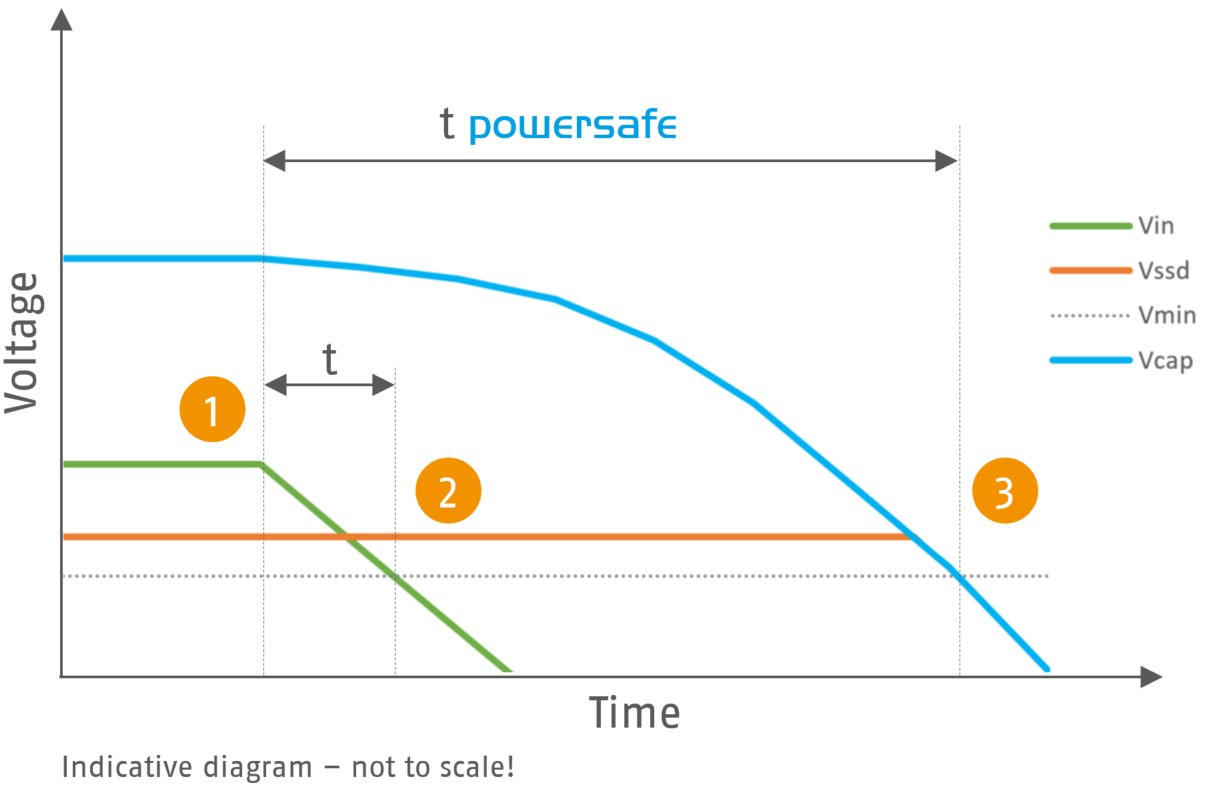 t powersafe
Vin
Vssd
Vmin
Vcap
Voltage
t
1
2
3
Time
Indicative diagram – not to scale!